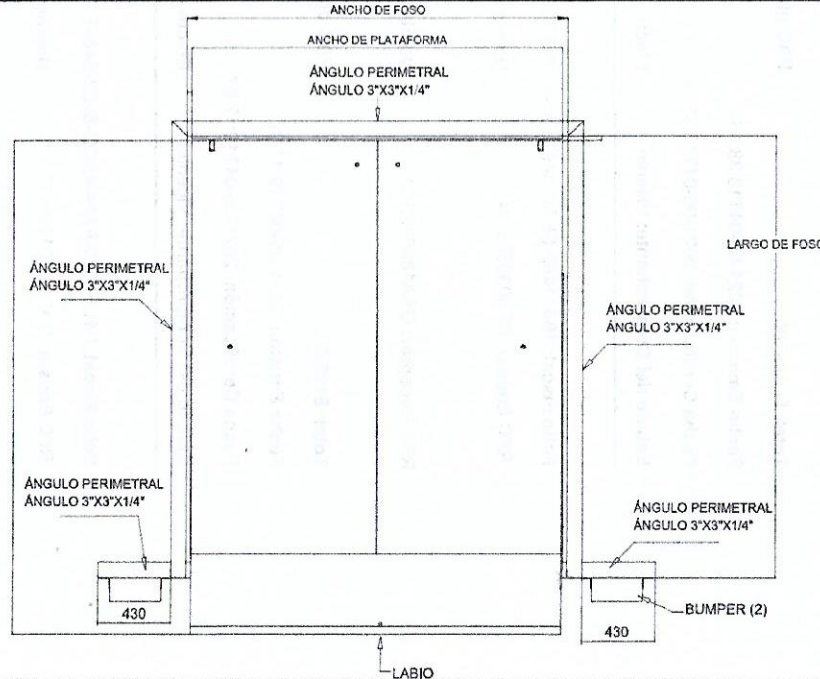 ANCHO DE FOSO
ANCHO DE PLATAFORMA
ÁNGULO PERIMETRAL
ÁNGULO 3"X3"X1/4"
LARGO DE FOSO
ÁNGULO PERIMETRAL
ÁNGULO 3"X3"X1/4"
ÁNGULO PERIMETRAL
ÁNGULO 3"X3"X1/4"
ÁNGULO PERIMETRAL
ÁNGULO 3"X3"X1/4"
ÁNGULO PERIMETRAL
ÁNGULO 3"X3"X1/4"
430
BUMPER (2)
430
LABIO